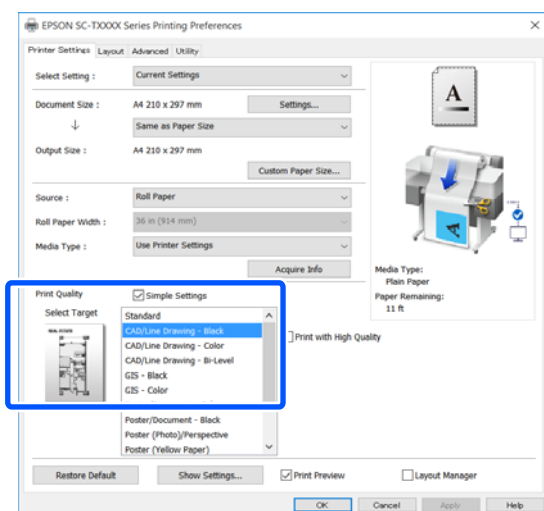 EPSON SC-TXXXX Series Printing Preferences
Printer Settings Layout Advanced Utility
Select Setting : Current Settings
Document Size : A4 210 x 297 mm Settings...
Same as Paper Size
Output Size : A4 210 x 297 mm
Custom Paper Size...
Source : Roll Paper
Roll Paper Width : 36 in (914 mm)
Media Type : Use Printer Settings
Acquire Info
A
A
Media Type:
Plain Paper
Paper Remaining:
11 ft
Print Quality Simple Settings
Select Target Standard
CAD/Line Drawing - Black
Print with High Quality
CAD/Line Drawing - Color
CAD/Line Drawing - Bi-Level
GIS - Black
GIS - Color
Poster/Document - Black
Poster (Photo)/Perspective
Poster (Yellow Paper)
Restore Default Show Settings... Print Preview Layout Manager
OK Cancel Apply Help